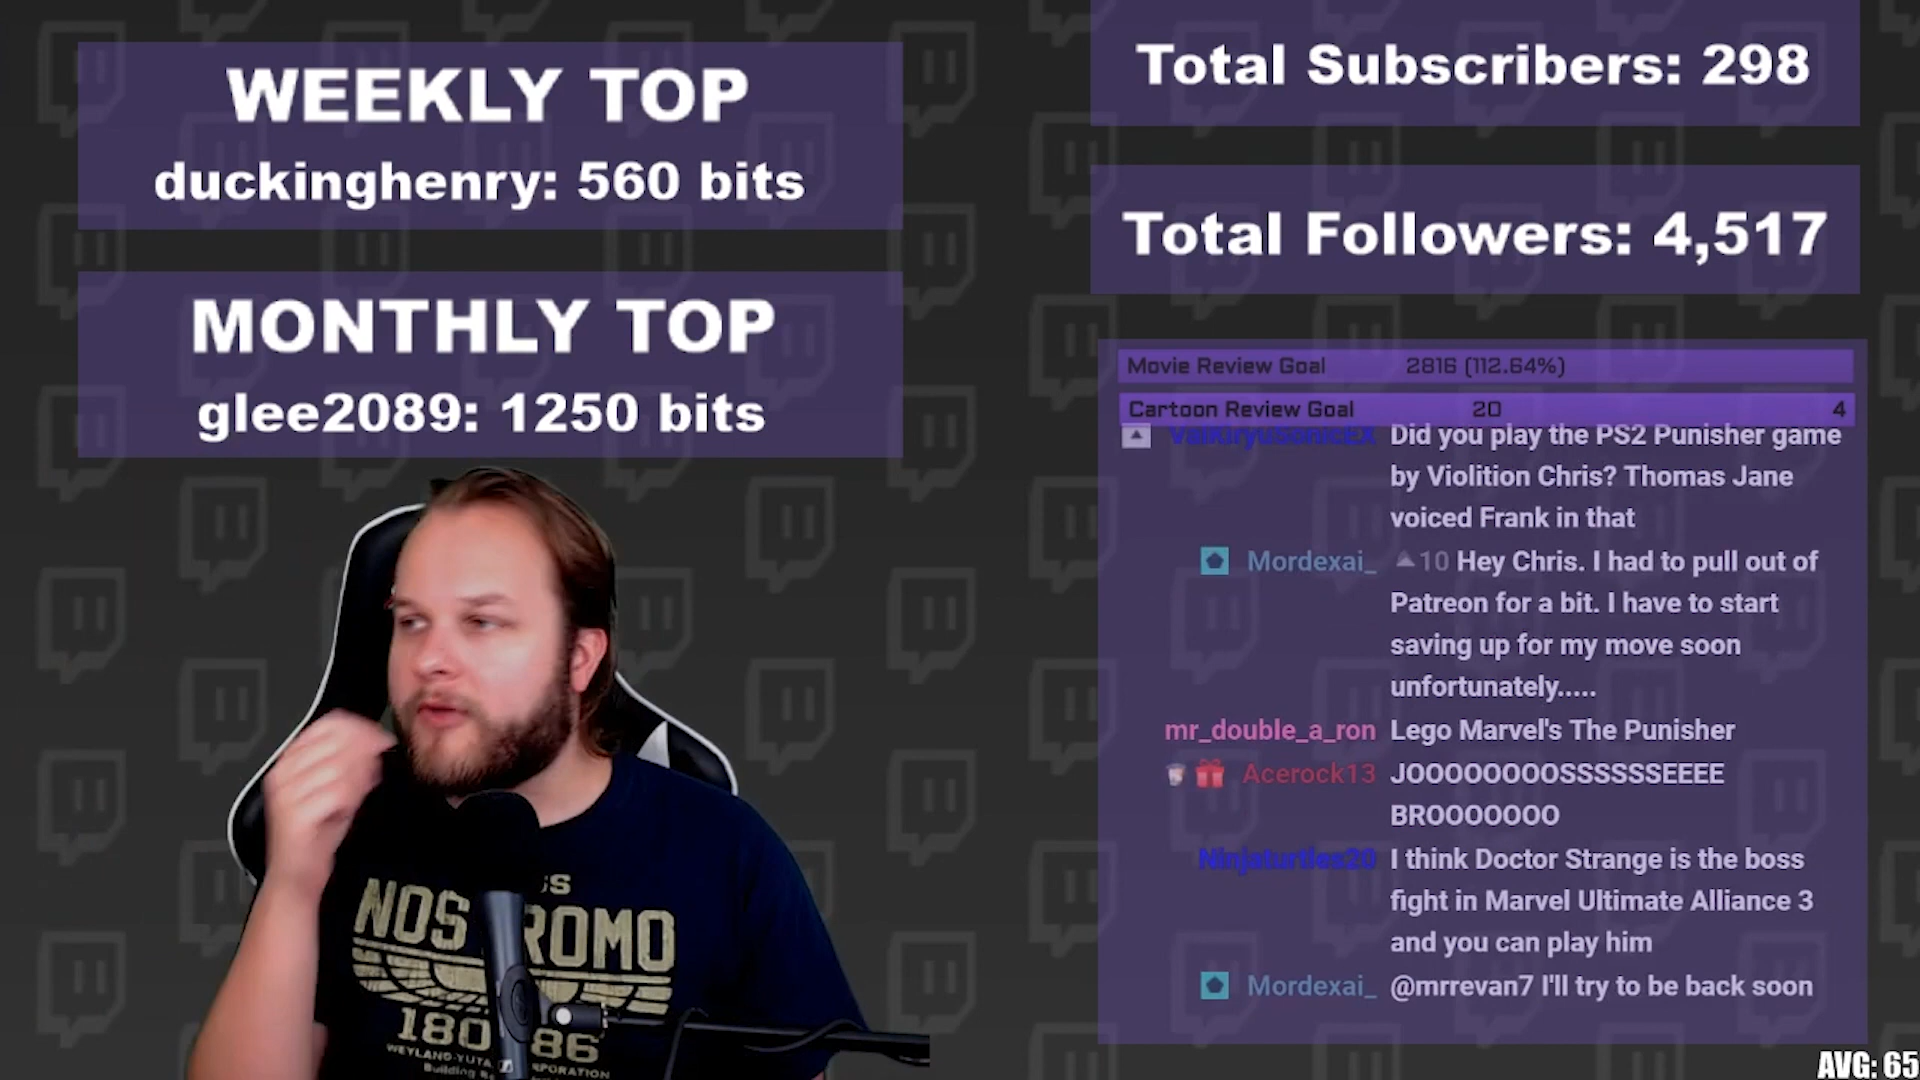 WEEKLY TOP
duckinghenry: 560 bits
MONTHLY TOP
glee2089: 1250 bits
Total Subscribers: 298
Total Followers: 4,517
Movie Review Goal 2816 (112.64%)
Cartoon Review Goal 20 4
ValKiryuSonicEX Did you play the PS2 Punisher game
by Violition Chris? Thomas Jane
voiced Frank in that
Mordexai_ 10 Hey Chris. I had to pull out of
Patreon for a bit. I have to start
saving up for my move soon
unfortunately.....
mr_double_a_ron Lego Marvel's The Punisher
Acerock13 JOOOOOOOOSSSSSSEEEE
BROOOOOOO
Ninjaturtles20 I think Doctor Strange is the boss
fight in Marvel Ultimate Alliance 3
and you can play him
Mordexai_ @mrrevan7 I'll try to be back soon
AVG: 65